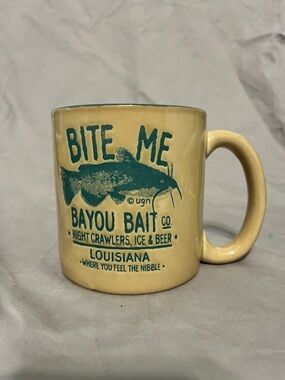 BITE ME
© ugn
BAYOU BAIT CO.
• NIGHT CRAWLERS, ICE & BEER •
LOUISIANA
• WHERE YOU FEEL THE NIBBLE •